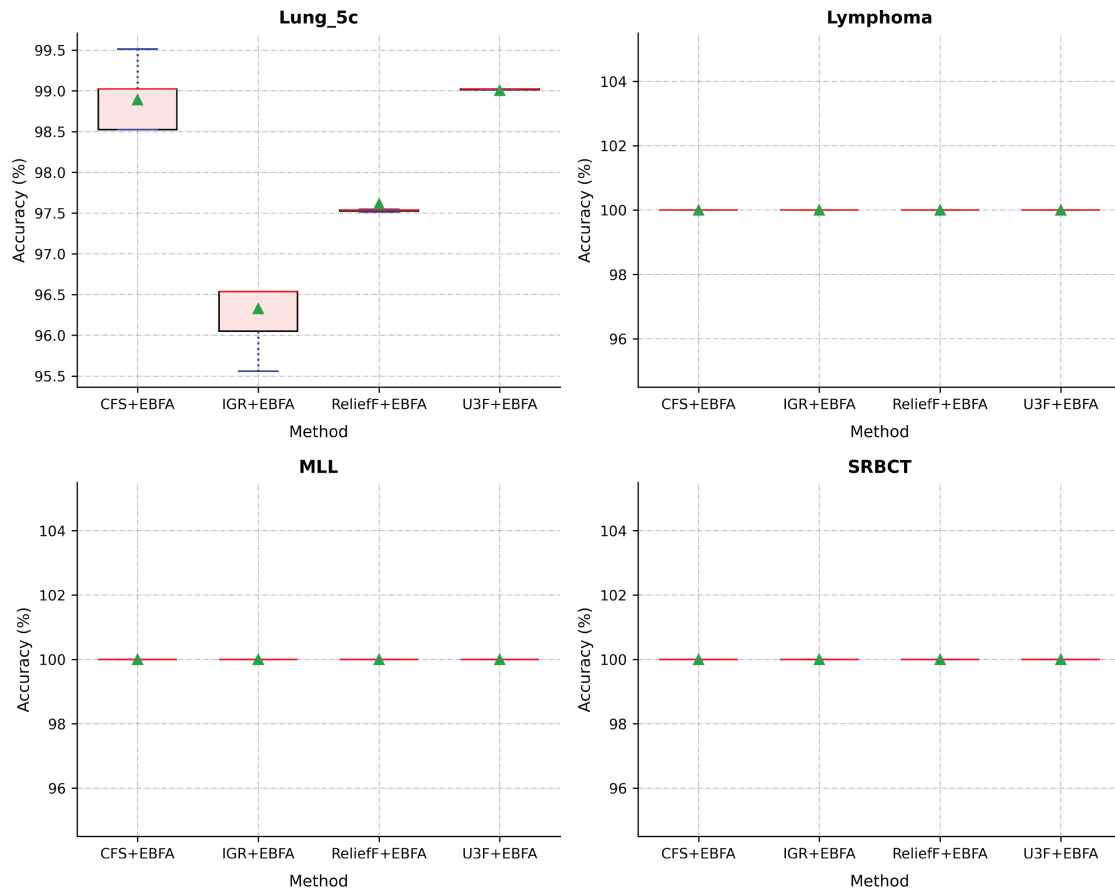 Lung_5c
Accuracy (%)
99.5
99.0
98.5
98.0
97.5
97.0
96.5
96.0
95.5
CFS+EBFA IGR+EBFA ReliefF+EBFA U3F+EBFA
Method
Lymphoma
Accuracy (%)
104
102
100
98
96
CFS+EBFA IGR+EBFA ReliefF+EBFA U3F+EBFA
Method
MLL
Accuracy (%)
104
102
100
98
96
CFS+EBFA IGR+EBFA ReliefF+EBFA U3F+EBFA
Method
SRBCT
Accuracy (%)
104
102
100
98
96
CFS+EBFA IGR+EBFA ReliefF+EBFA U3F+EBFA
Method